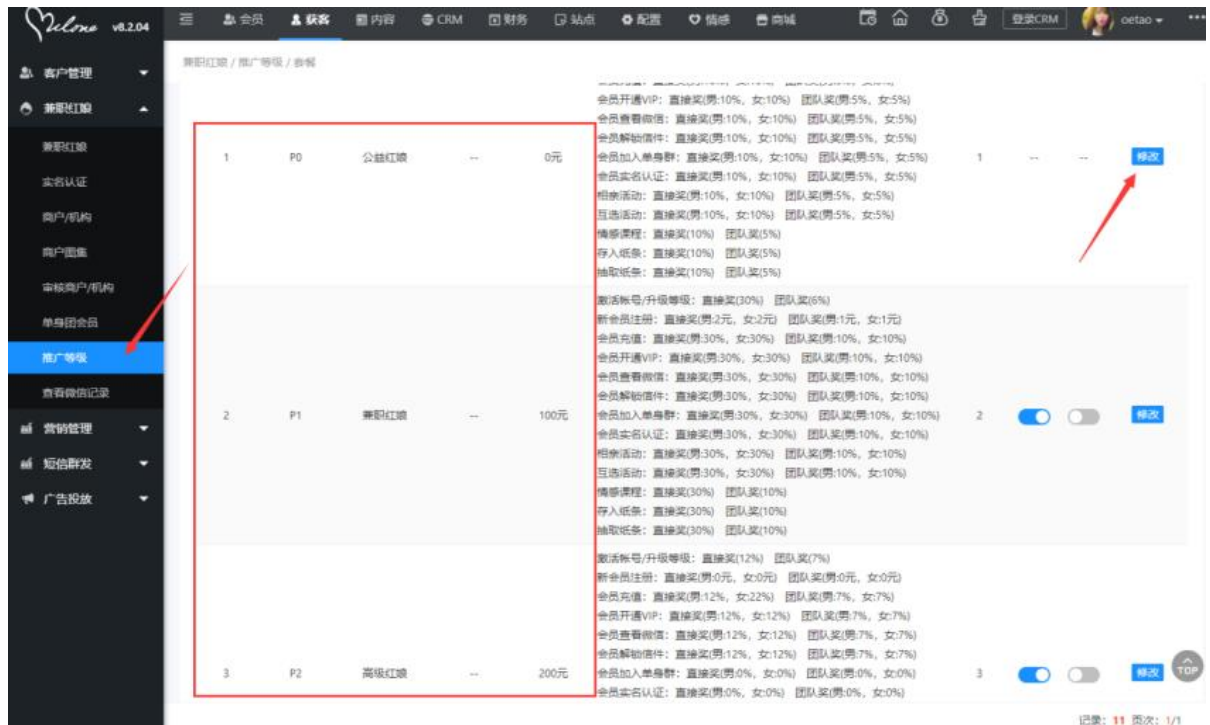 Velone v8.2.04
会员 获客 内容 CRM 财务 站点 配置 情感 商城 登录CRM oetao
客户管理
兼职红娘
兼职红娘
实名认证
商户/机构
商户图集
审核商户/机构
单身团会员
推广等级
查看微信记录
营销管理
短信群发
广告投放
兼职红娘 / 推广等级 / 套餐
会员开通VIP：直接奖(男:10%，女:10%) 团队奖(男:5%，女:5%)
会员查看微信：直接奖(男:10%，女:10%) 团队奖(男:5%，女:5%)
会员解锁信件：直接奖(男:10%，女:10%) 团队奖(男:5%，女:5%)
1 P0 公益红娘 -- 0元 会员加入单身群：直接奖(男:10%，女:10%) 团队奖(男:5%，女:5%) 1 -- -- 修改
会员实名认证：直接奖(男:10%，女:10%) 团队奖(男:5%，女:5%)
相亲活动：直接奖(男:10%，女:10%) 团队奖(男:5%，女:5%)
互选活动：直接奖(男:10%，女:10%) 团队奖(男:5%，女:5%)
情感课程：直接奖(10%) 团队奖(5%)
存入纸条：直接奖(10%) 团队奖(5%)
抽取纸条：直接奖(10%) 团队奖(5%)
激活帐号/升级等级：直接奖(30%) 团队奖(6%)
新会员注册：直接奖(男:2元，女:2元) 团队奖(男:1元，女:1元)
会员充值：直接奖(男:30%，女:30%) 团队奖(男:10%，女:10%)
会员开通VIP：直接奖(男:30%，女:30%) 团队奖(男:10%，女:10%)
会员查看微信：直接奖(男:30%，女:30%) 团队奖(男:10%，女:10%)
会员解锁信件：直接奖(男:30%，女:30%) 团队奖(男:10%，女:10%)
2 P1 兼职红娘 -- 100元 会员加入单身群：直接奖(男:30%，女:30%) 团队奖(男:10%，女:10%) 2 修改
会员实名认证：直接奖(男:30%，女:30%) 团队奖(男:10%，女:10%)
相亲活动：直接奖(男:30%，女:30%) 团队奖(男:10%，女:10%)
互选活动：直接奖(男:30%，女:30%) 团队奖(男:10%，女:10%)
情感课程：直接奖(30%) 团队奖(10%)
存入纸条：直接奖(30%) 团队奖(10%)
抽取纸条：直接奖(30%) 团队奖(10%)
激活帐号/升级等级：直接奖(12%) 团队奖(7%)
新会员注册：直接奖(男:0元，女:0元) 团队奖(男:0元，女:0元)
会员充值：直接奖(男:12%，女:22%) 团队奖(男:7%，女:7%)
会员开通VIP：直接奖(男:12%，女:12%) 团队奖(男:7%，女:7%)
会员查看微信：直接奖(男:12%，女:12%) 团队奖(男:7%，女:7%)
会员解锁信件：直接奖(男:12%，女:12%) 团队奖(男:7%，女:7%)
3 P2 高级红娘 -- 200元 会员加入单身群：直接奖(男:0%，女:0%) 团队奖(男:0%，女:0%) 3 修改
会员实名认证：直接奖(男:0%，女:0%) 团队奖(男:0%，女:0%)
TOP
记录：11 页次：1/1